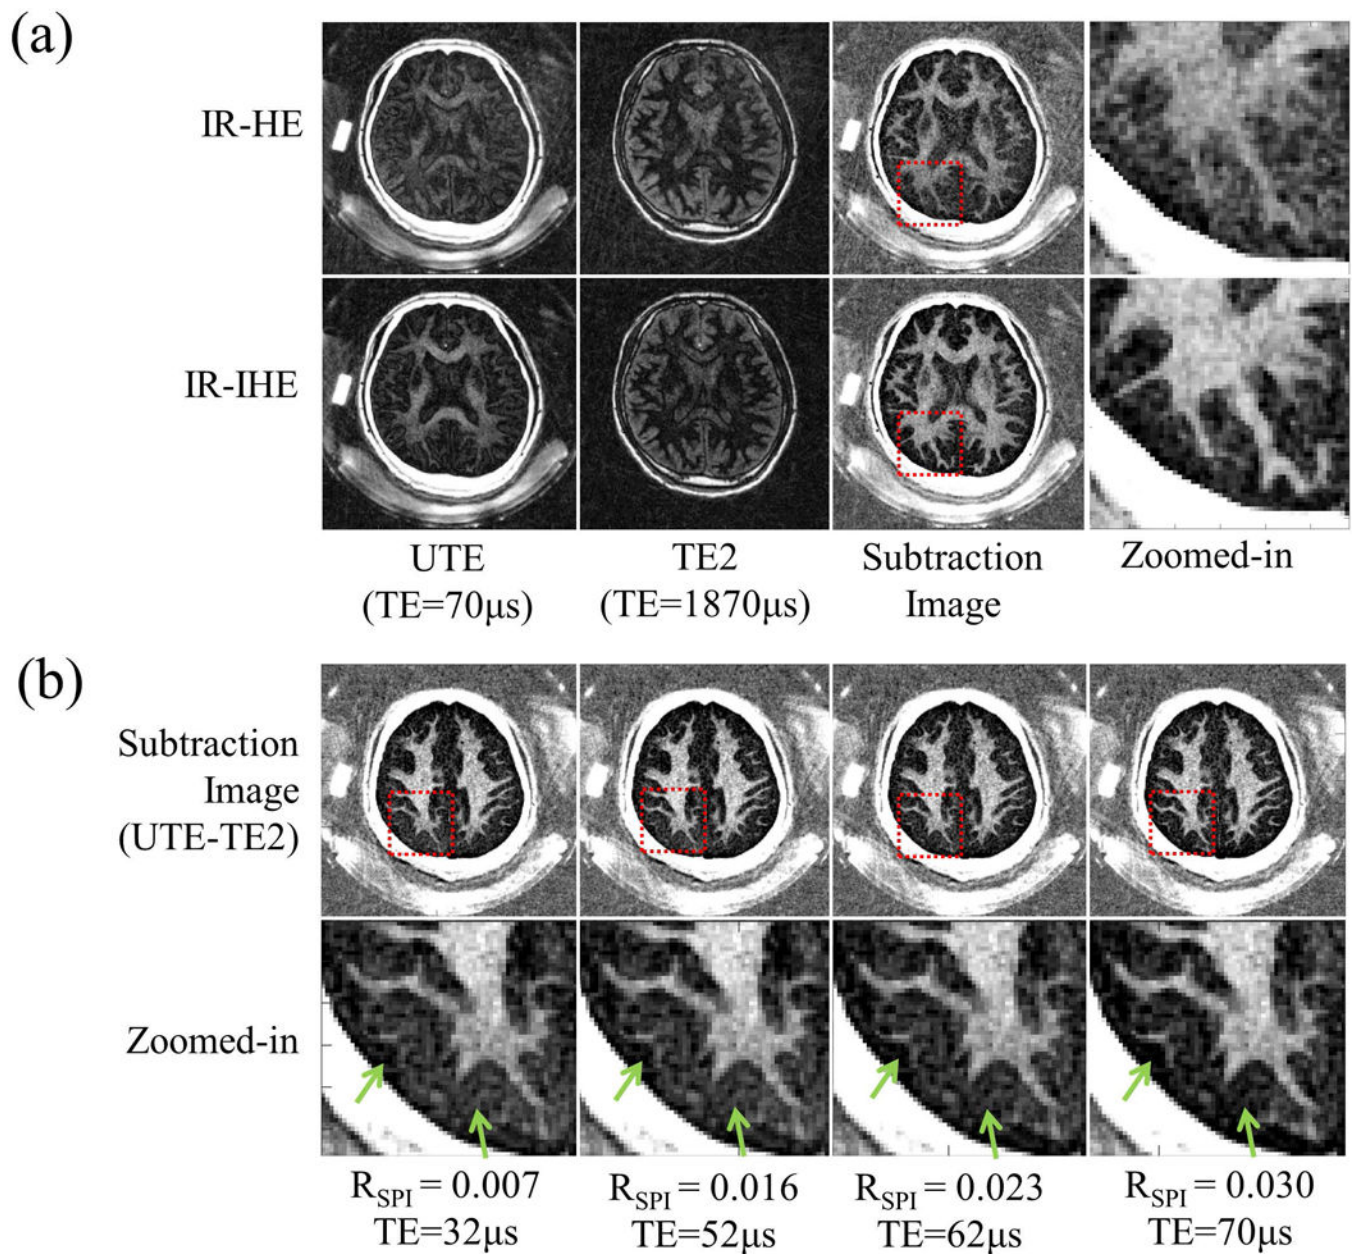 (a)
IR-HE
IR-IHE
UTE
(TE=70μs)
TE2
(TE=1870μs)
Subtraction
Image
Zoomed-in
(b)
Subtraction
Image
(UTE-TE2)
Zoomed-in
R_SPI = 0.007
TE=32μs
R_SPI = 0.016
TE=52μs
R_SPI = 0.023
TE=62μs
R_SPI = 0.030
TE=70μs